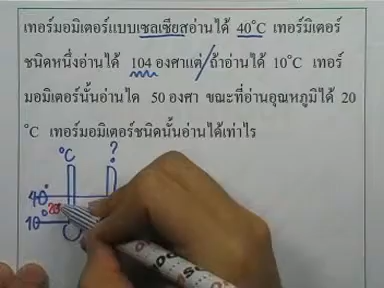 เทอร์มอมิเตอร์แบบเซลเซียสอ่านได้ 40°C เทอร์มิเตอร์
ชนิดหนึ่งอ่านได้ 104 องศาแต่/ถ้าอ่านได้ 10°C เทอร์
มอมิเตอร์นั้นอ่านได 50 องศา ขณะที่อ่านอุณหภูมิได้ 20
°C เทอร์มอมิเตอร์ชนิดนั้นอ่านได้เท่าไร
°C ?
40°
20
10°